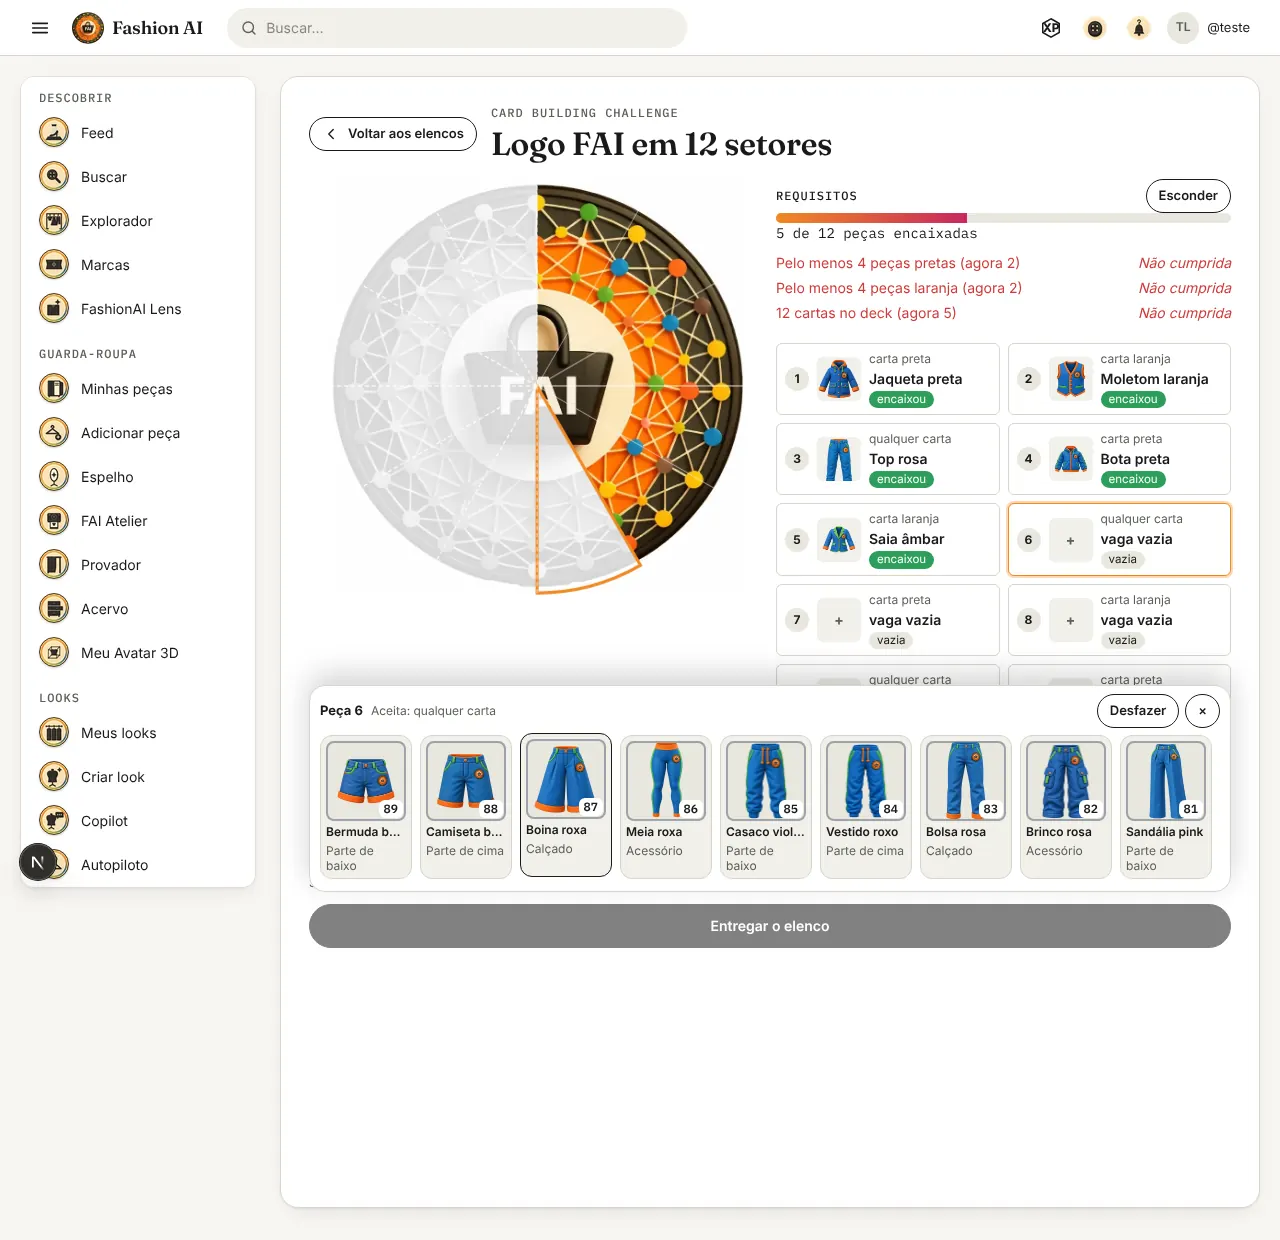 Fashion AI
Buscar...
XP
TL
@teste
DESCOBRIR
Feed
Buscar
Explorador
Marcas
FashionAI Lens
GUARDA-ROUPA
Minhas peças
Adicionar peça
Espelho
FAI Atelier
Provador
Acervo
Meu Avatar 3D
LOOKS
Meus looks
Criar look
Copilot
Autopiloto
N
Voltar aos elencos
CARD BUILDING CHALLENGE
Logo FAI em 12 setores
FAI
REQUISITOS
Esconder
5 de 12 peças encaixadas
Pelo menos 4 peças pretas (agora 2)
Não cumprida
Pelo menos 4 peças laranja (agora 2)
Não cumprida
12 cartas no deck (agora 5)
Não cumprida
1
carta preta
Jaqueta preta
encaixou
2
carta laranja
Moletom laranja
encaixou
3
qualquer carta
Top rosa
encaixou
4
carta preta
Bota preta
encaixou
5
carta laranja
Saia âmbar
encaixou
6
+
qualquer carta
vaga vazia
vazia
7
+
carta preta
vaga vazia
vazia
8
+
carta laranja
vaga vazia
vazia
qualquer carta
carta preta
Peça 6 Aceita: qualquer carta
Desfazer
×
89
Bermuda b...
Parte de
baixo
88
Camiseta b...
Parte de cima
87
Boina roxa
Calçado
86
Meia roxa
Acessório
85
Casaco viol...
Parte de
baixo
84
Vestido roxo
Parte de cima
83
Bolsa rosa
Calçado
82
Brinco rosa
Acessório
81
Sandália pink
Parte de
baixo
Entregar o elenco